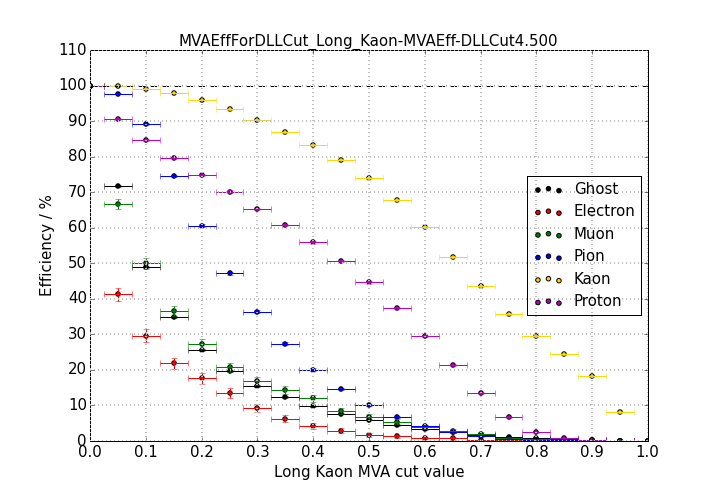 MVAEffForDLLCut_Long_Kaon-MVAEff-DLLCut4.500
110
100
90
80
70
60
50
40
30
20
10
0
Efficiency / %
Ghost
Electron
Muon
Pion
Kaon
Proton
0.0 0.1 0.2 0.3 0.4 0.5 0.6 0.7 0.8 0.9 1.0
Long Kaon MVA cut value